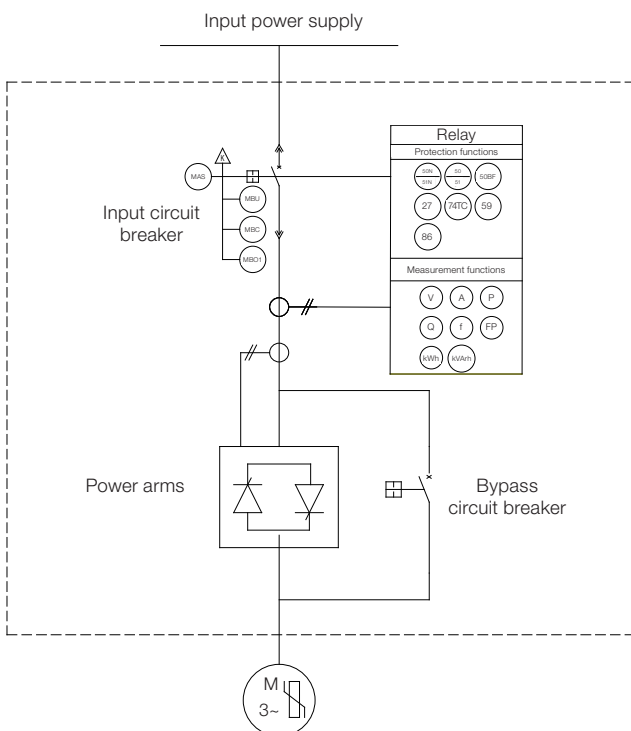 Input power supply
Relay
Protection functions
50N
51N
50
51
50BF
27
74TC
59
86
Measurement functions
V
A
P
Q
f
FP
kWh
kVArh
K
MAS
MBU
MBC
MBO1
Input circuit
breaker
Power arms
Bypass
circuit breaker
M
3~